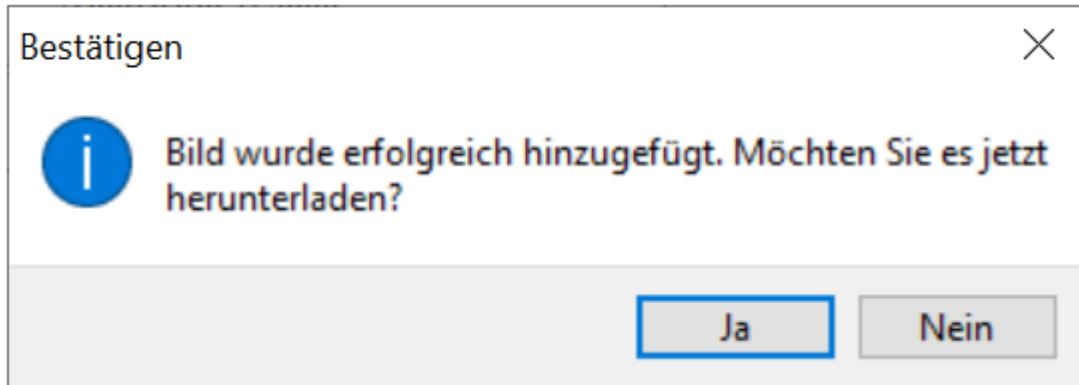 Bestätigen
Bild wurde erfolgreich hinzugefügt. Möchten Sie es jetzt
herunterladen?
Ja
Nein